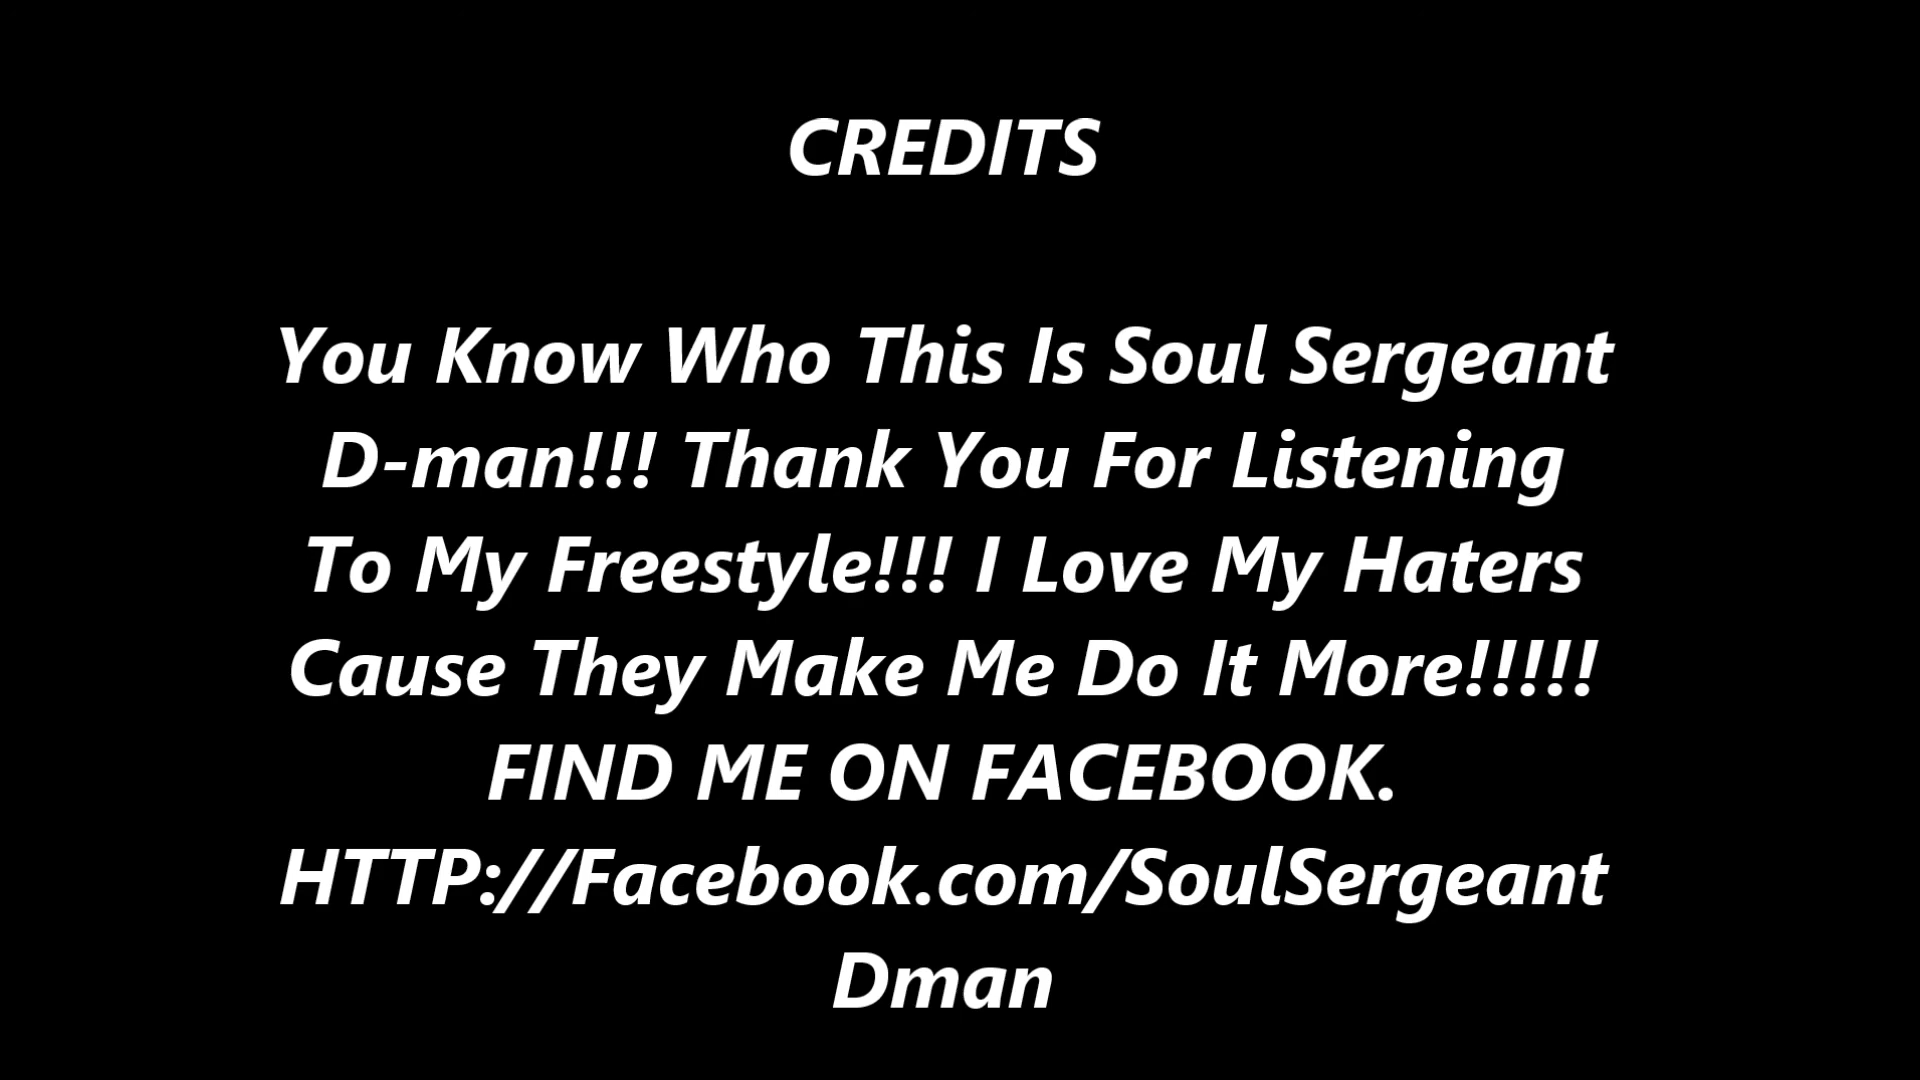 CREDITS
You Know Who This Is Soul Sergeant
D-man!!! Thank You For Listening
To My Freestyle!!! I Love My Haters
Cause They Make Me Do It More!!!!!
FIND ME ON FACEBOOK.
HTTP://Facebook.com/SoulSergeant
Dman